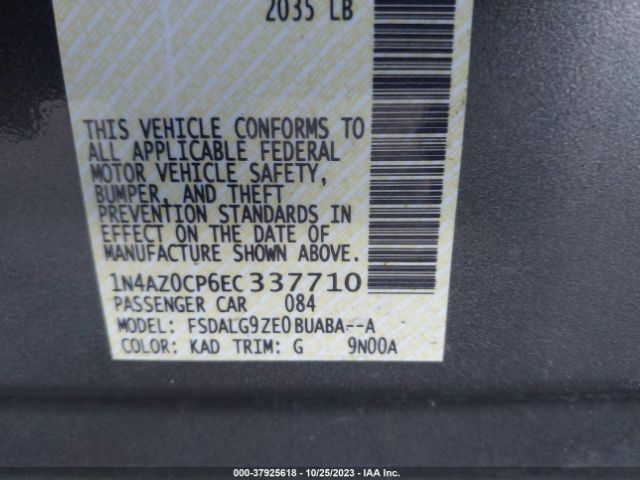 2035 LB
THIS VEHICLE CONFORMS TO
ALL APPLICABLE FEDERAL
MOTOR VEHICLE SAFETY,
BUMPER, AND THEFT
PREVENTION STANDARDS IN
EFFECT ON THE DATE OF
MANUFACTURE SHOWN ABOVE.
1N4AZ0CP6EC337710
PASSENGER CAR 084
MODEL: FSDALG9ZE0BUABA--A
COLOR: KAD TRIM: G 9N00A
000-37925618 - 10/25/2023 - IAA Inc.